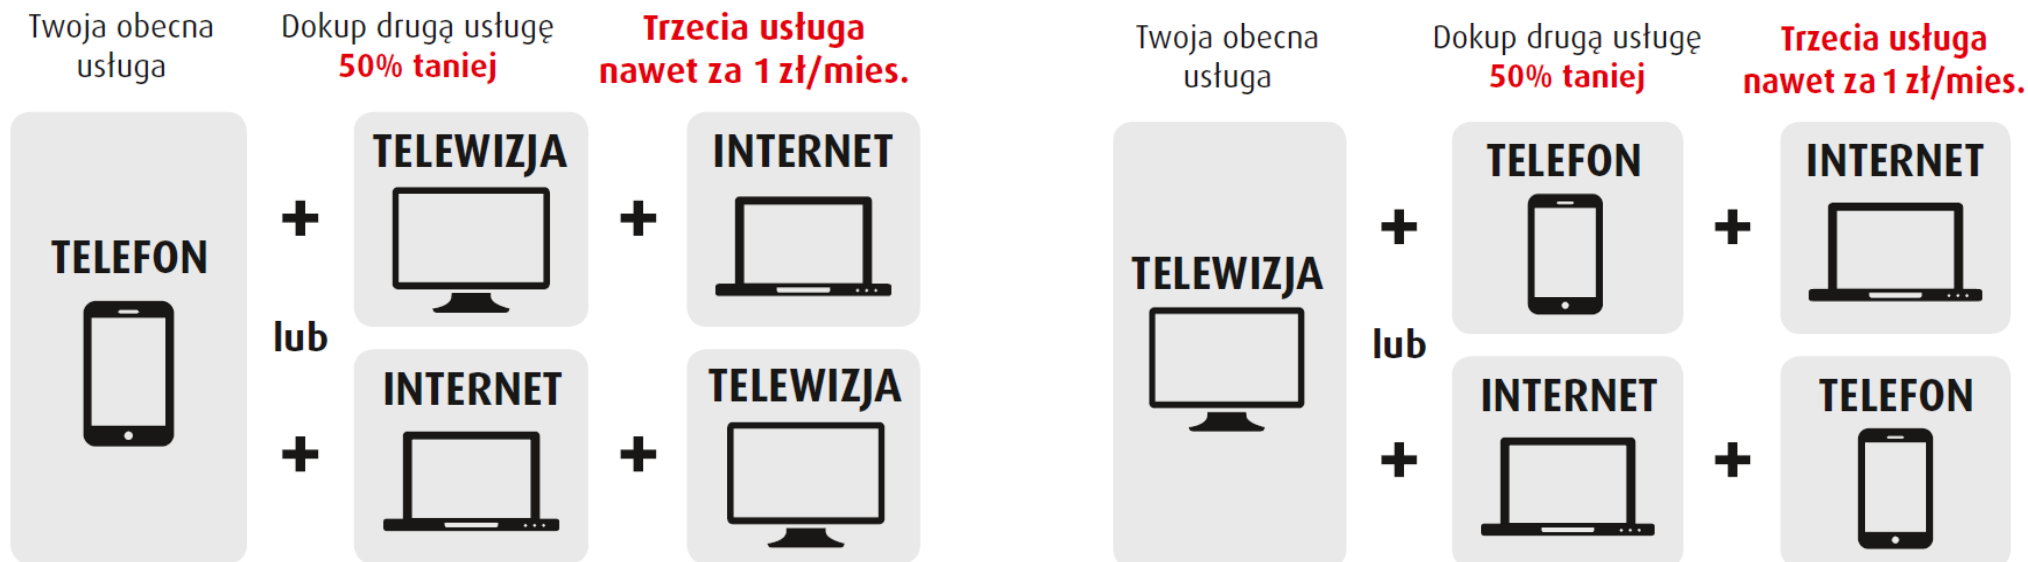 Twoja obecna
usługa
Dokup drugą usługę
50% taniej
Trzecia usługa
nawet za 1 zł/mies.
TELEFON
+
TELEWIZJA
+
INTERNET
lub
+
INTERNET
+
TELEWIZJA
Twoja obecna
usługa
Dokup drugą usługę
50% taniej
Trzecia usługa
nawet za 1 zł/mies.
TELEWIZJA
+
TELEFON
+
INTERNET
lub
+
INTERNET
+
TELEFON